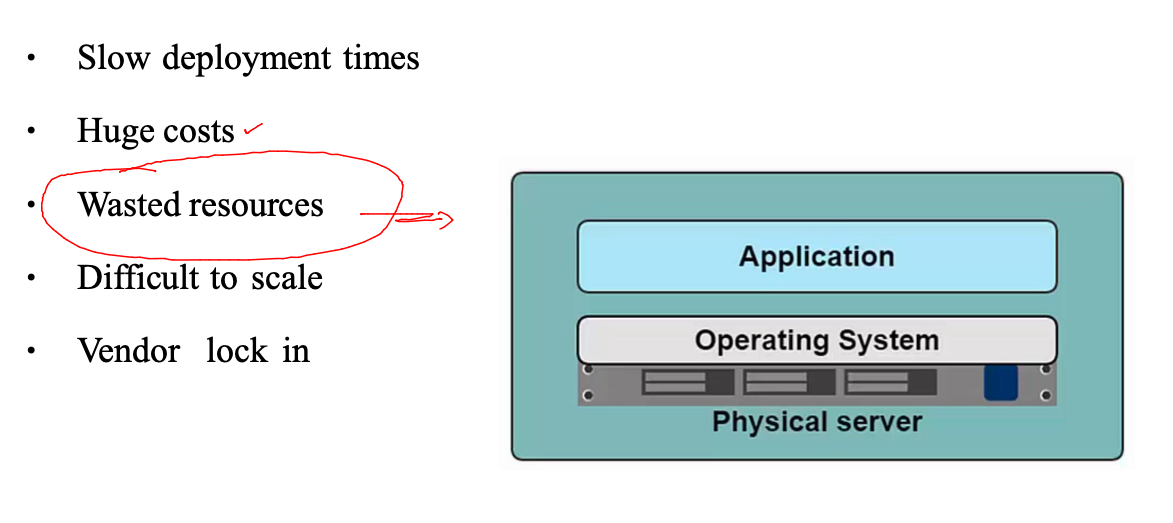 • Slow deployment times
• Huge costs
• Wasted resources
• Difficult to scale
• Vendor lock in
Application
Operating System
Physical server